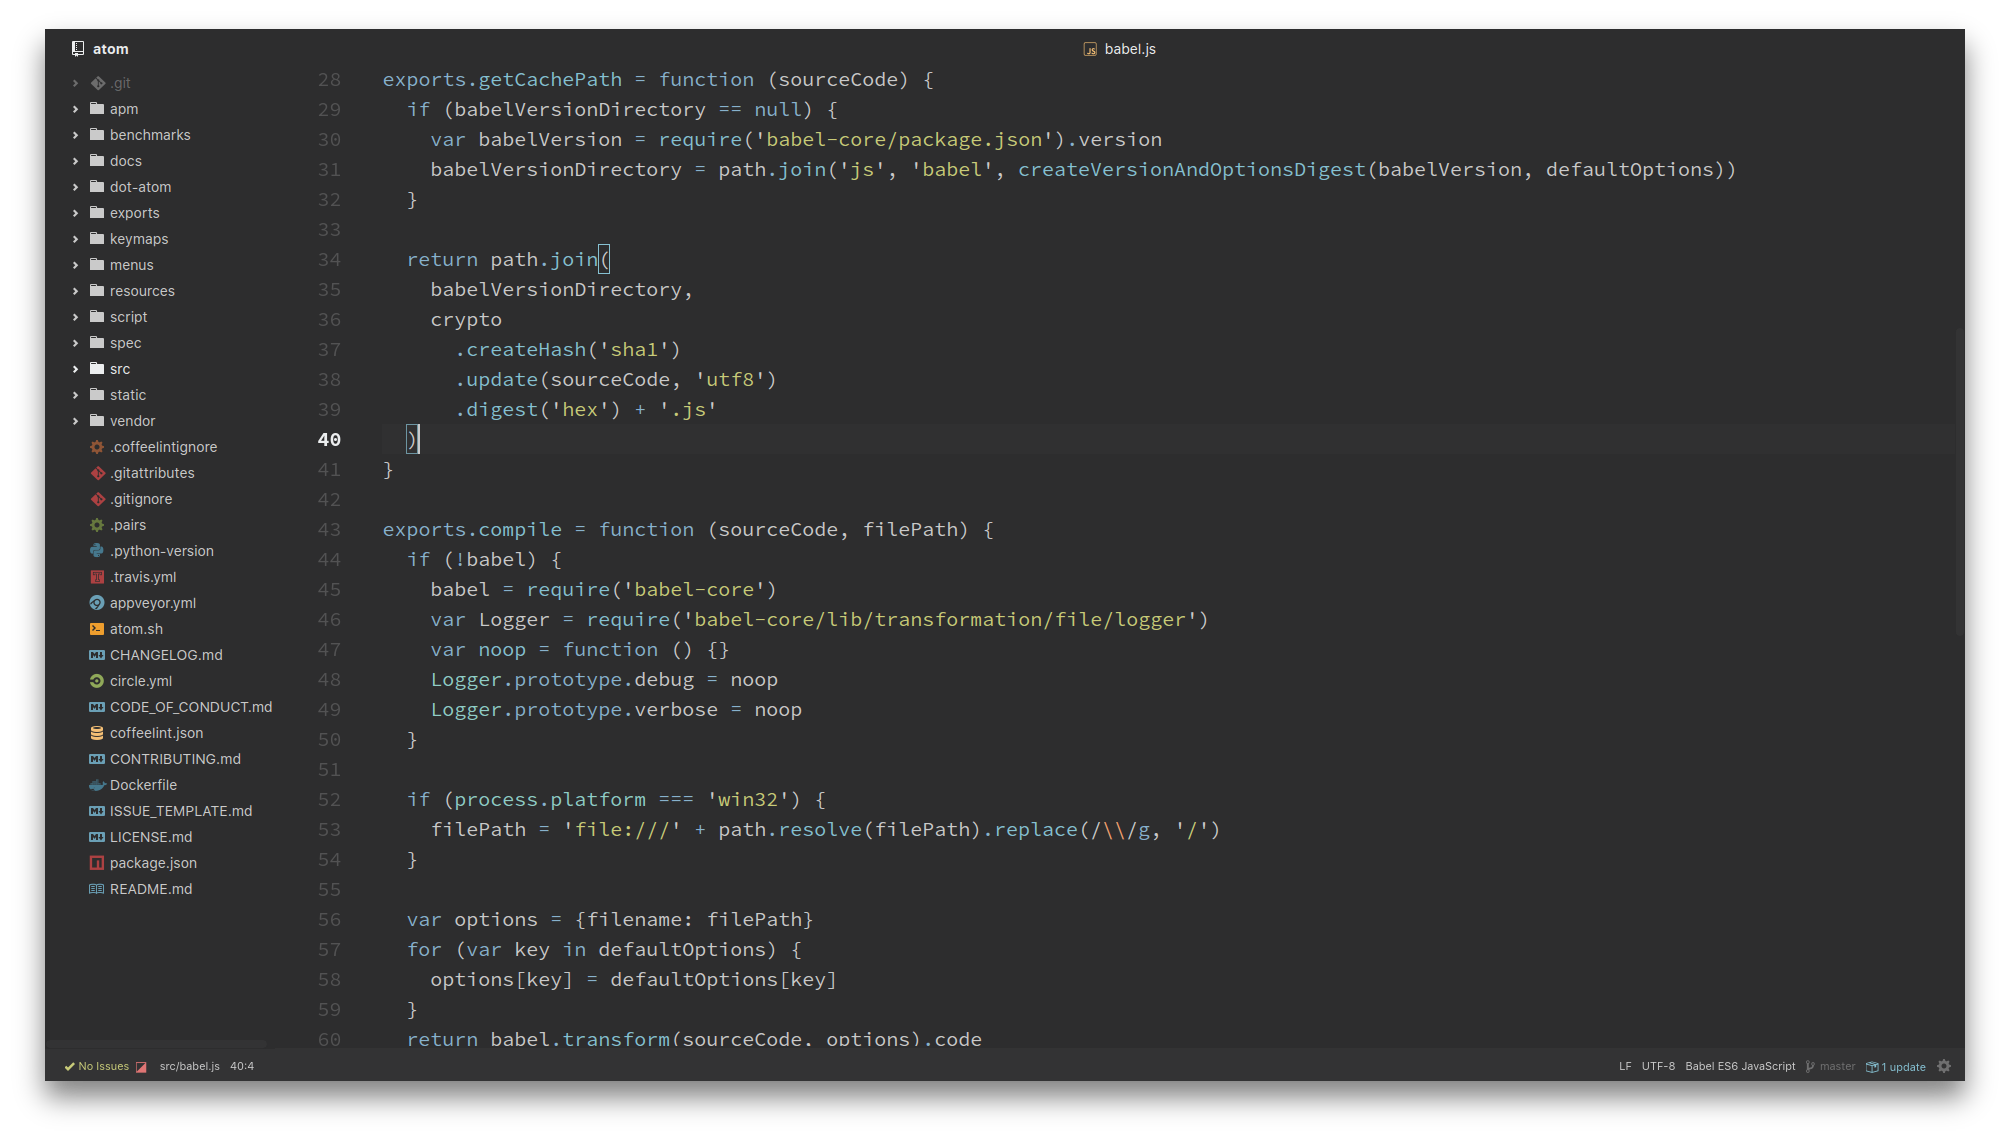 atom
.git
apm
benchmarks
docs
dot-atom
exports
keymaps
menus
resources
script
spec
src
static
vendor
.coffeelintignore
.gitattributes
.gitignore
.pairs
.python-version
.travis.yml
appveyor.yml
atom.sh
CHANGELOG.md
circle.yml
CODE_OF_CONDUCT.md
coffeelint.json
CONTRIBUTING.md
Dockerfile
ISSUE_TEMPLATE.md
LICENSE.md
package.json
README.md
babel.js
28 exports.getCachePath = function (sourceCode) {
29   if (babelVersionDirectory == null) {
30     var babelVersion = require('babel-core/package.json').version
31     babelVersionDirectory = path.join('js', 'babel', createVersionAndOptionsDigest(babelVersion, defaultOptions))
32   }
33
34   return path.join(
35     babelVersionDirectory,
36     crypto
37       .createHash('sha1')
38       .update(sourceCode, 'utf8')
39       .digest('hex') + '.js'
40   )
41 }
42
43 exports.compile = function (sourceCode, filePath) {
44   if (!babel) {
45     babel = require('babel-core')
46     var Logger = require('babel-core/lib/transformation/file/logger')
47     var noop = function () {}
48     Logger.prototype.debug = noop
49     Logger.prototype.verbose = noop
50   }
51
52   if (process.platform === 'win32') {
53     filePath = 'file:///' + path.resolve(filePath).replace(/\\/g, '/')
54   }
55
56   var options = {filename: filePath}
57   for (var key in defaultOptions) {
58     options[key] = defaultOptions[key]
59   }
60   return babel.transform(sourceCode, options).code
No Issues src/babel.js 40:4 LF UTF-8 Babel ES6 JavaScript master 1 update